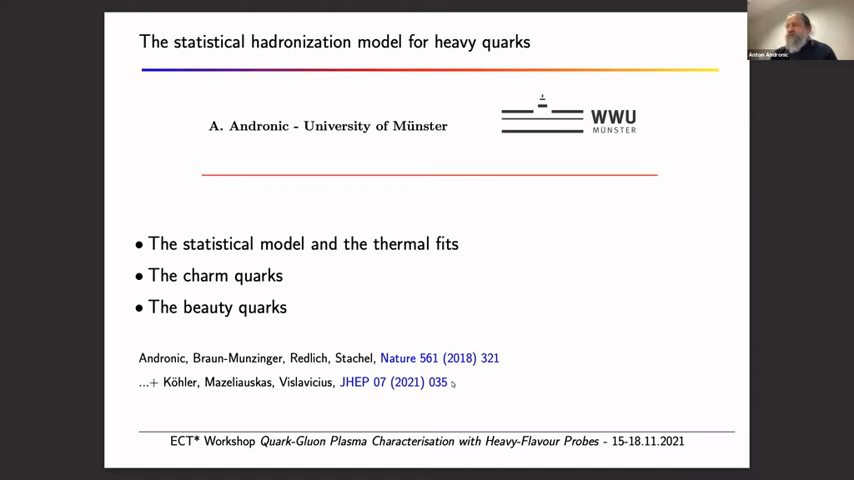 The statistical hadronization model for heavy quarks
Anton Andronic
A. Andronic - University of Münster
WWU
MÜNSTER
• The statistical model and the thermal fits
• The charm quarks
• The beauty quarks
Andronic, Braun-Munzinger, Redlich, Stachel, Nature 561 (2018) 321
...+ Köhler, Mazeliauskas, Vislavicius, JHEP 07 (2021) 035
ECT* Workshop Quark-Gluon Plasma Characterisation with Heavy-Flavour Probes - 15-18.11.2021